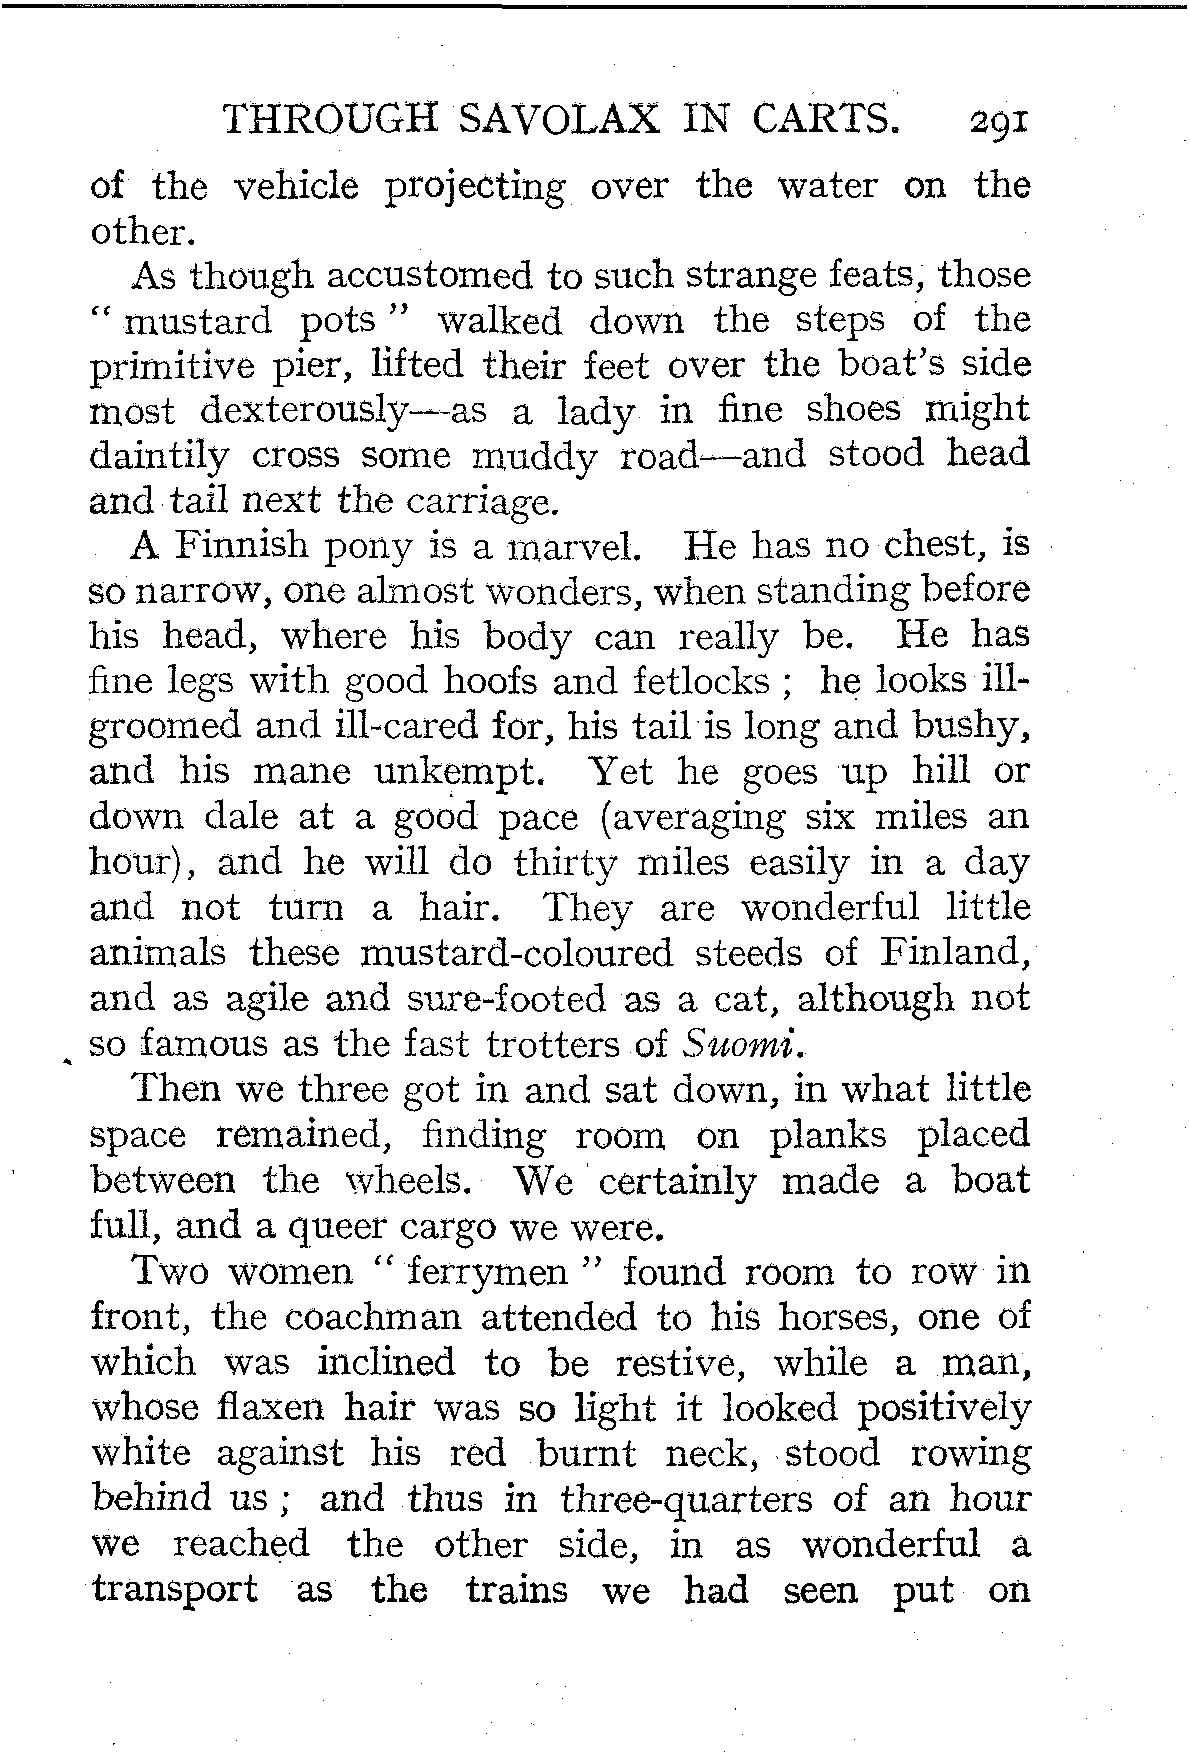 THROUGH SAVOLAX IN CARTS. 291
of the vehicle projecting over the water on the
other.
As though accustomed to such strange feats, those
“ mustard pots ” walked down the steps of the
primitive pier, lifted their feet over the boat’s side
most dexterously—as a lady in fine shoes might
daintily cross some muddy road—and stood head
and tail next the carriage.
A Finnish pony is a marvel. He has no chest, is
so narrow, one almost wonders, when standing before
his head, where his body can really be. He has
fine legs with good hoofs and fetlocks ; he looks ill-
groomed and ill-cared for, his tail is long and bushy,
and his mane unkempt. Yet he goes up hill or
down dale at a good pace (averaging six miles an
hour), and he will do thirty miles easily in a day
and not turn a hair. They are wonderful little
animals these mustard-coloured steeds of Finland,
and as agile and sure-footed as a cat, although not
so famous as the fast trotters of Suomi.
Then we three got in and sat down, in what little
space remained, finding room on planks placed
between the wheels. We certainly made a boat
full, and a queer cargo we were.
Two women “ ferrymen ” found room to row in
front, the coachman attended to his horses, one of
which was inclined to be restive, while a man,
whose flaxen hair was so light it looked positively
white against his red burnt neck, stood rowing
behind us ; and thus in three-quarters of an hour
we reached the other side, in as wonderful a
transport as the trains we had seen put on